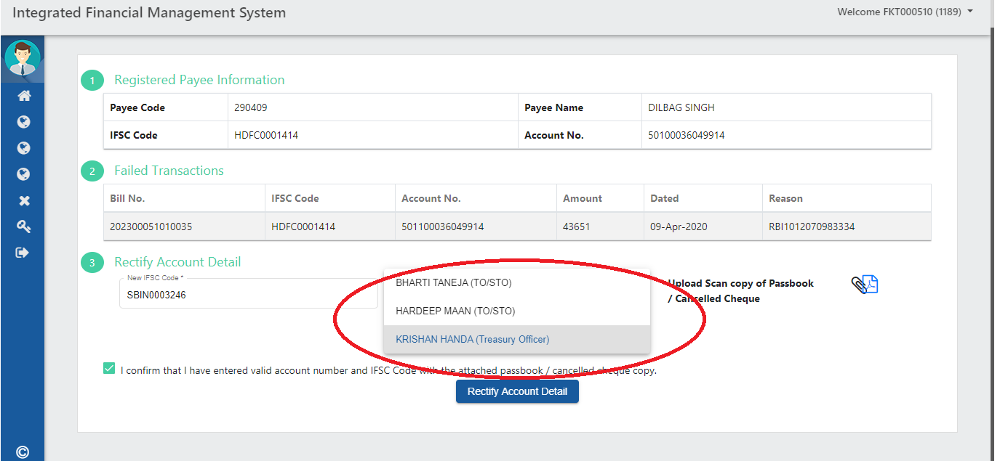 Integrated Financial Management System
Welcome FKT000510 (1189)
1 Registered Payee Information
Payee Code 290409 Payee Name DILBAG SINGH
IFSC Code HDFC0001414 Account No. 50100036049914
2 Failed Transactions
Bill No. IFSC Code Account No. Amount Dated Reason
202300051010035 HDFC0001414 501100036049914 43651 09-Apr-2020 RBI1012070983334
3 Rectify Account Detail
New IFSC Code *
SBIN0003246
BHARTI TANEJA (TO/STO)
HARDEEP MAAN (TO/STO)
KRISHAN HANDA (Treasury Officer)
Upload Scan copy of Passbook
/ Cancelled Cheque
I confirm that I have entered valid account number and IFSC Code with the attached passbook / cancelled cheque copy.
Rectify Account Detail